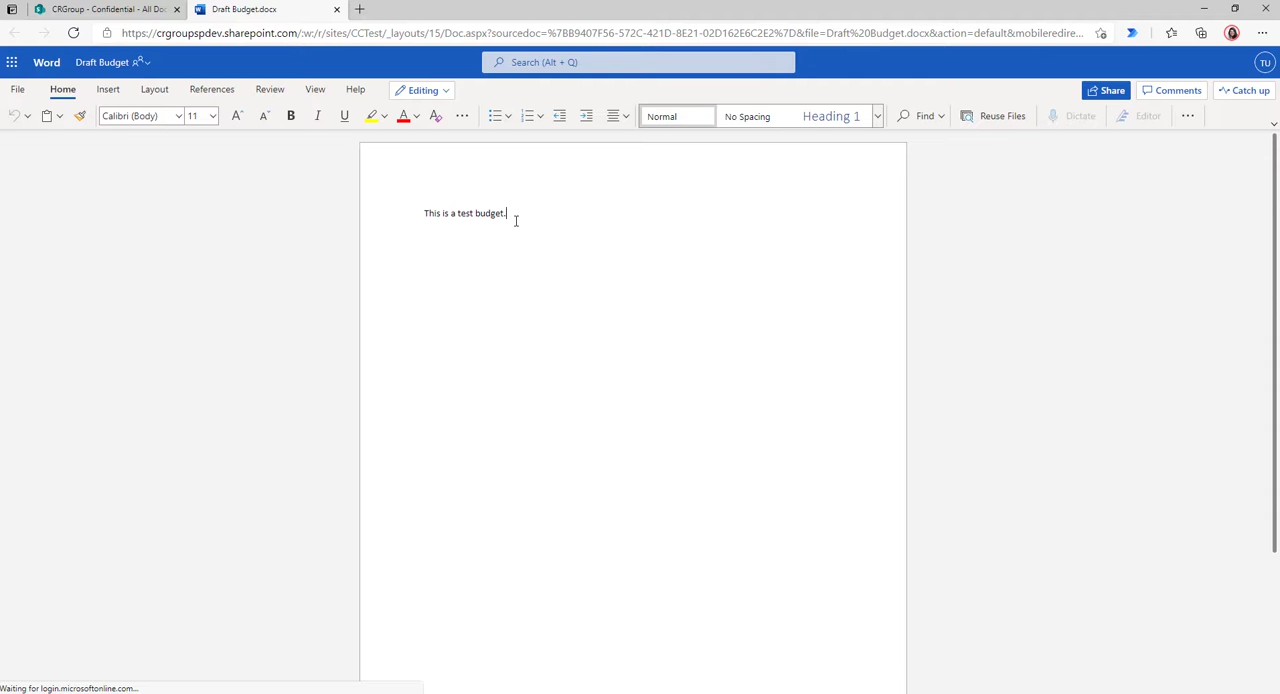 CRGroup - Confidential - All Doc
Draft Budget.docx
https://crgroupspdev.sharepoint.com/:w:/r/sites/CCTest/_layouts/15/Doc.aspx?sourcedoc=%7BB9407F56-572C-421D-8E21-02D162E6C2E2%7D&file=Draft%20Budget.docx&action=default&mobileredire...
Word Draft Budget Search (Alt + Q) TU
File Home Insert Layout References Review View Help Editing Share Comments Catch up
Calibri (Body) 11 A A B I U A Normal No Spacing Heading 1 Find Reuse Files Dictate Editor
This is a test budget.
Waiting for login.microsoftonline.com...